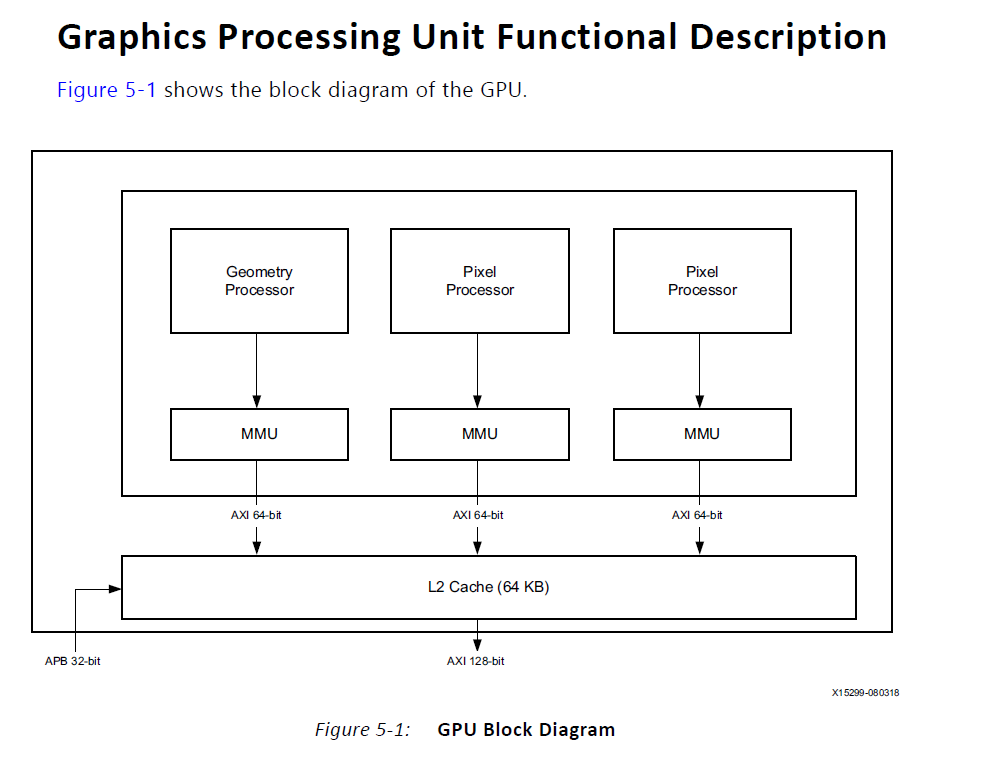 Graphics Processing Unit Functional Description
Figure 5-1 shows the block diagram of the GPU.
Geometry
Processor
Pixel
Processor
Pixel
Processor
MMU
MMU
MMU
AXI 64-bit
AXI 64-bit
AXI 64-bit
L2 Cache (64 KB)
APB 32-bit
AXI 128-bit
X15299-080318
Figure 5-1: GPU Block Diagram